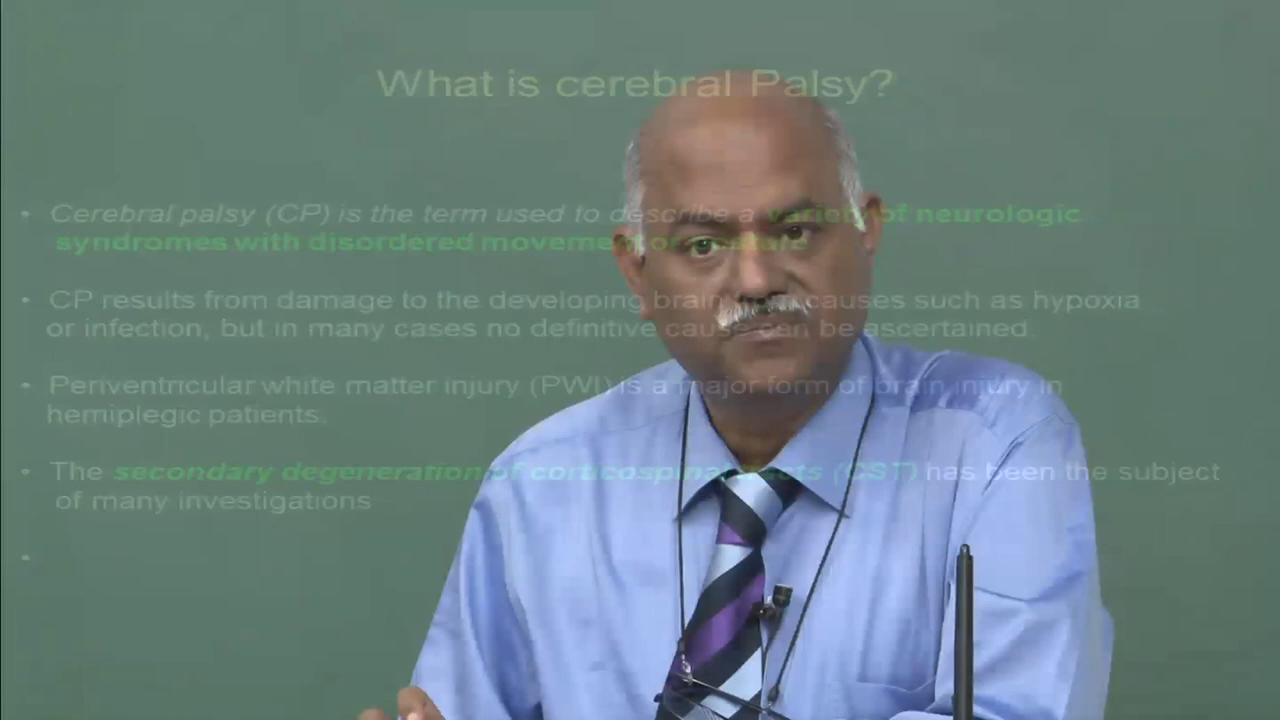 What is cerebral Palsy?
• Cerebral palsy (CP) is the term used to describe a variety of neurologic
syndromes with disordered movement or
• CP results from damage to the developing brain causes such as hypoxia
or infection, but in many cases no definitive cause can be ascertained.
• Periventricular white matter injury (PWI) is a major form of brain injury in
hemiplegic patients.
• The secondary degeneration of corticospinal tracts (CST) has been the subject
of many investigations
•